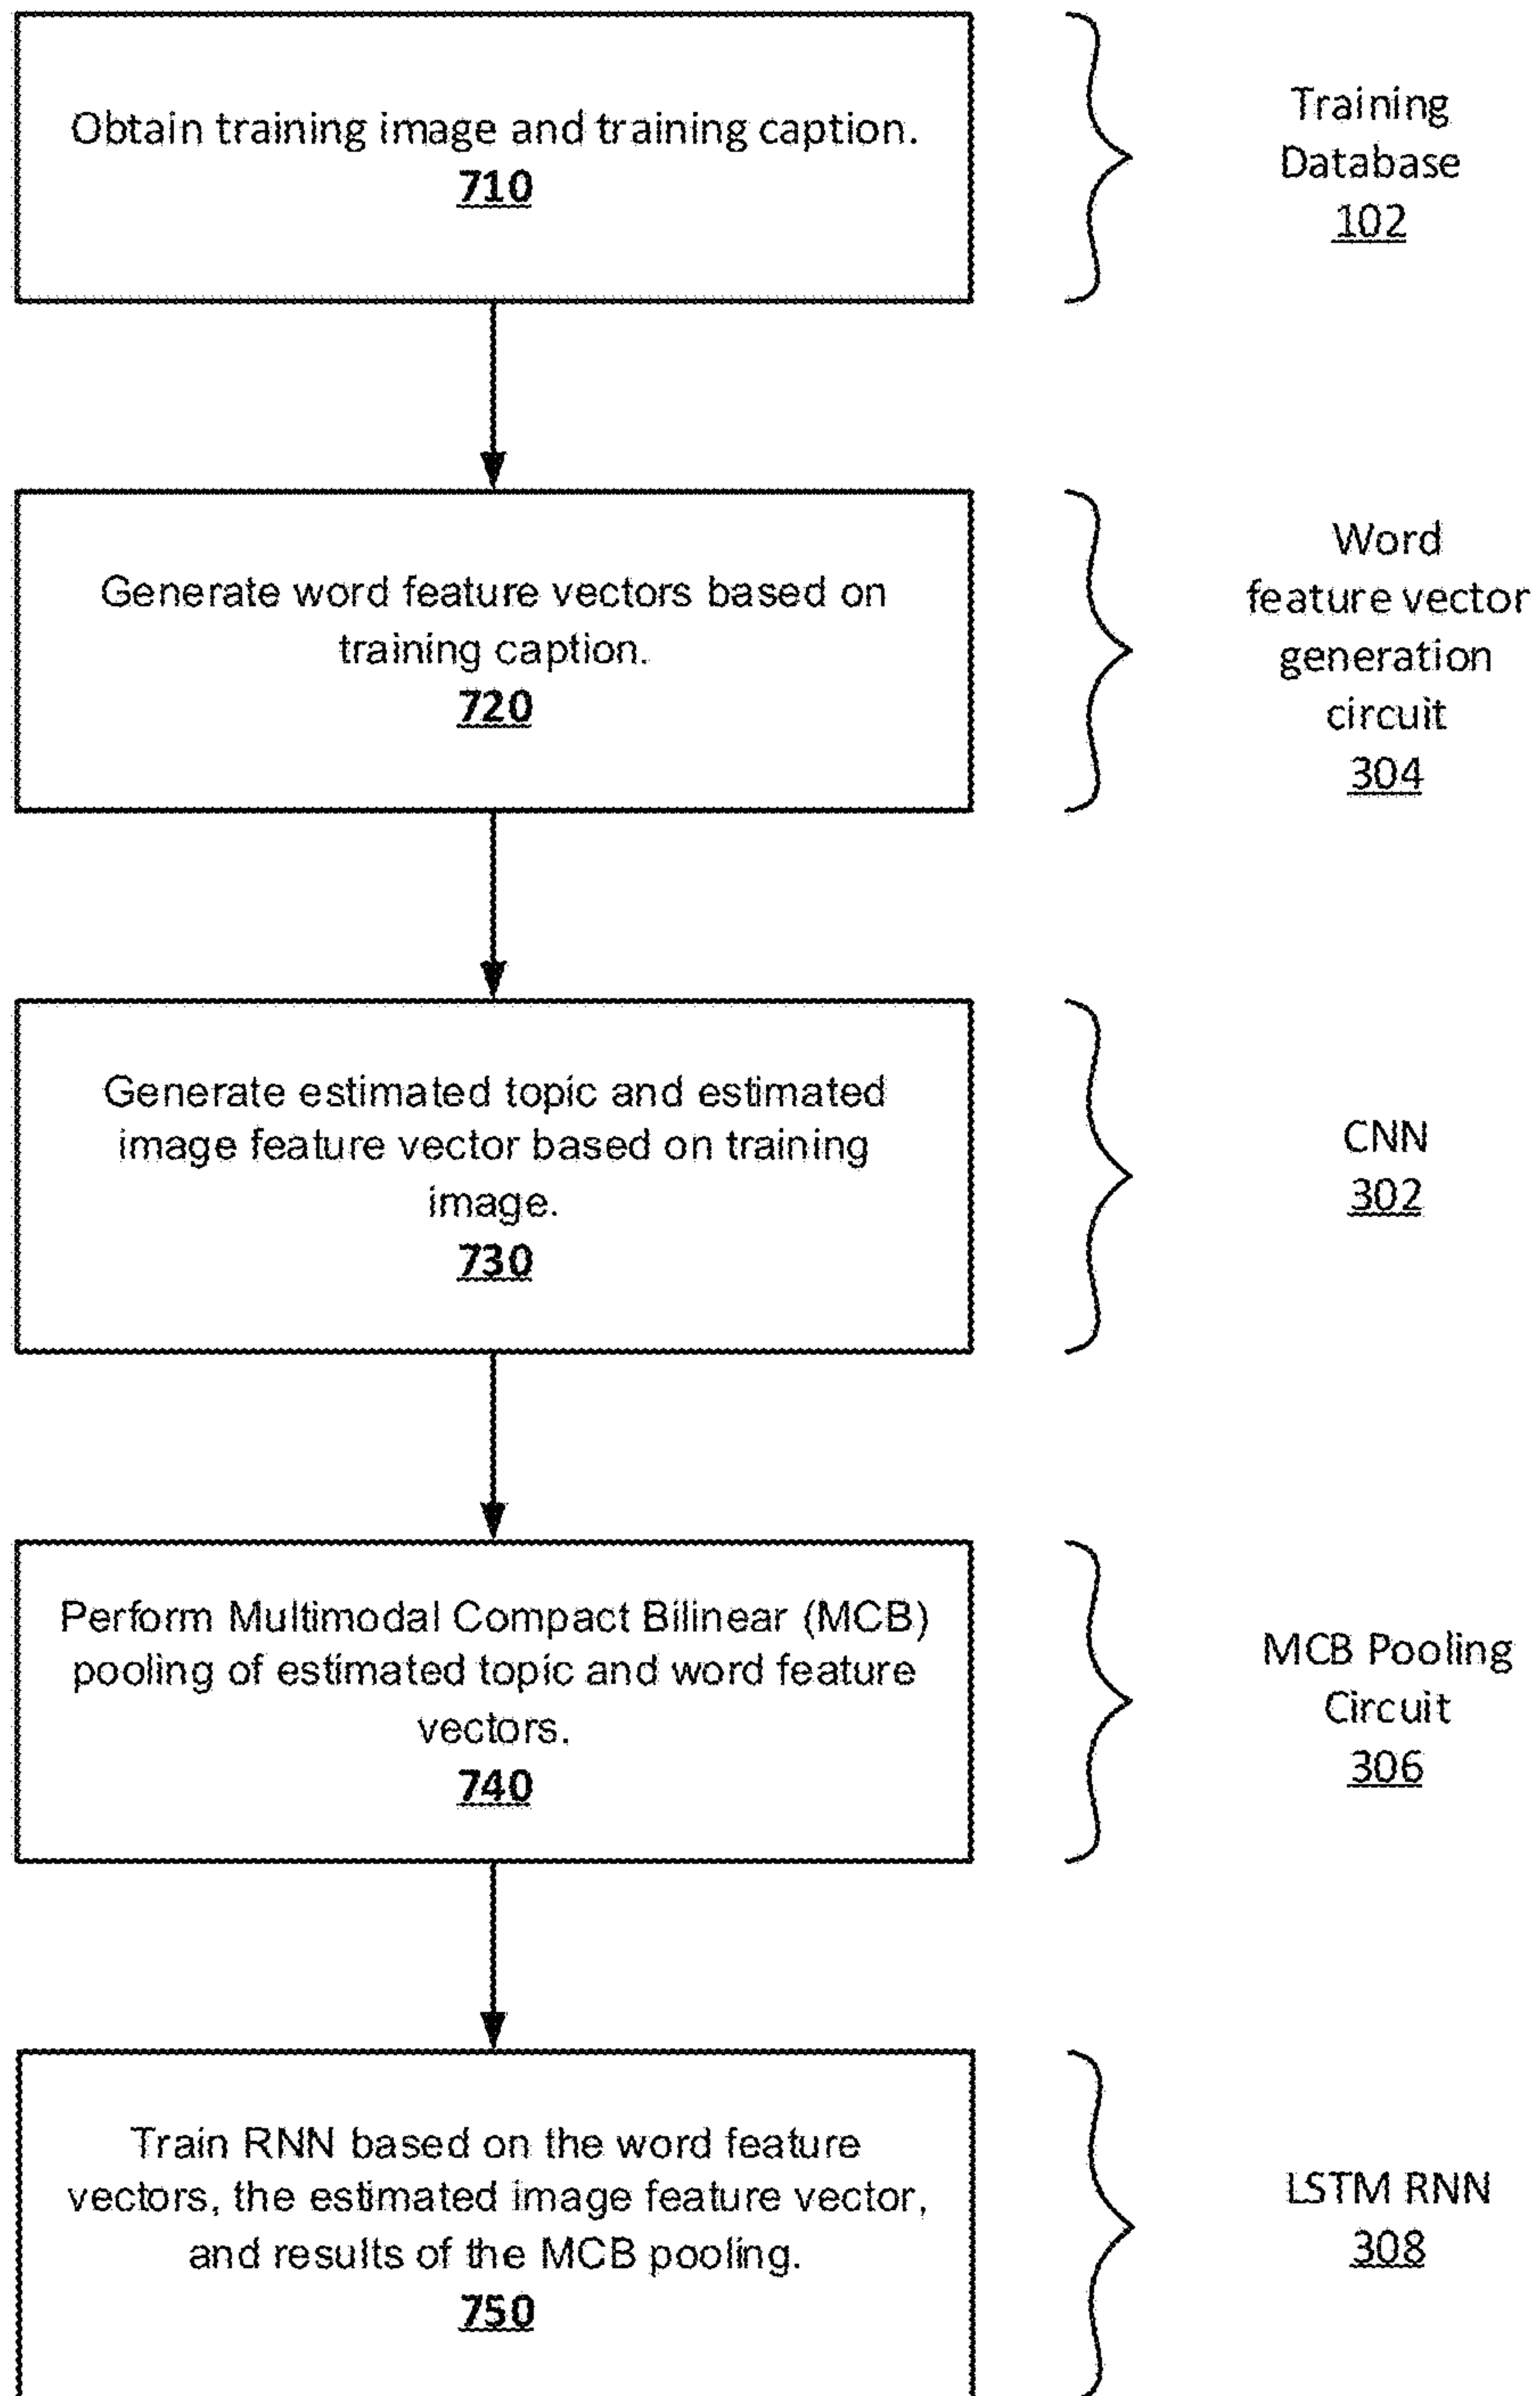 Obtain training image and training caption.
710
Training
Database
102
Generate word feature vectors based on
training caption.
720
Word
feature vector
generation
circuit
304
Generate estimated topic and estimated
image feature vector based on training
image.
730
CNN
302
Perform Multimodal Compact Bilinear (MCB)
pooling of estimated topic and word feature
vectors.
740
MCB Pooling
Circuit
306
Train RNN based on the word feature
vectors, the estimated image feature vector,
and results of the MCB pooling.
750
LSTM RNN
308